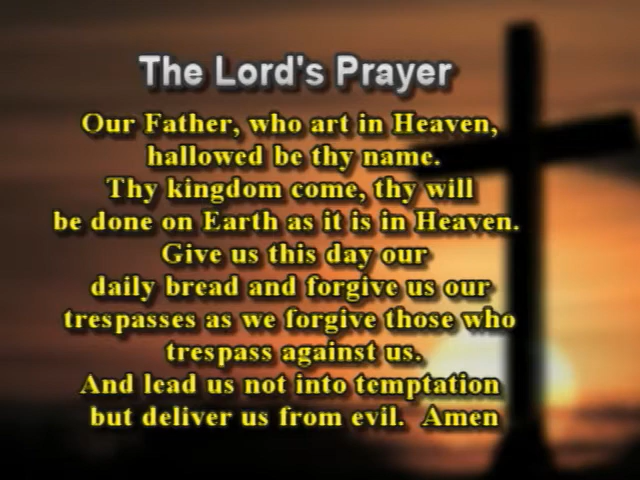 The Lord's Prayer
Our Father, who art in Heaven,
hallowed be thy name.
Thy kingdom come, thy will
be done on Earth as it is in Heaven.
Give us this day our
daily bread and forgive us our
trespasses as we forgive those who
trespass against us.
And lead us not into temptation
but deliver us from evil.  Amen